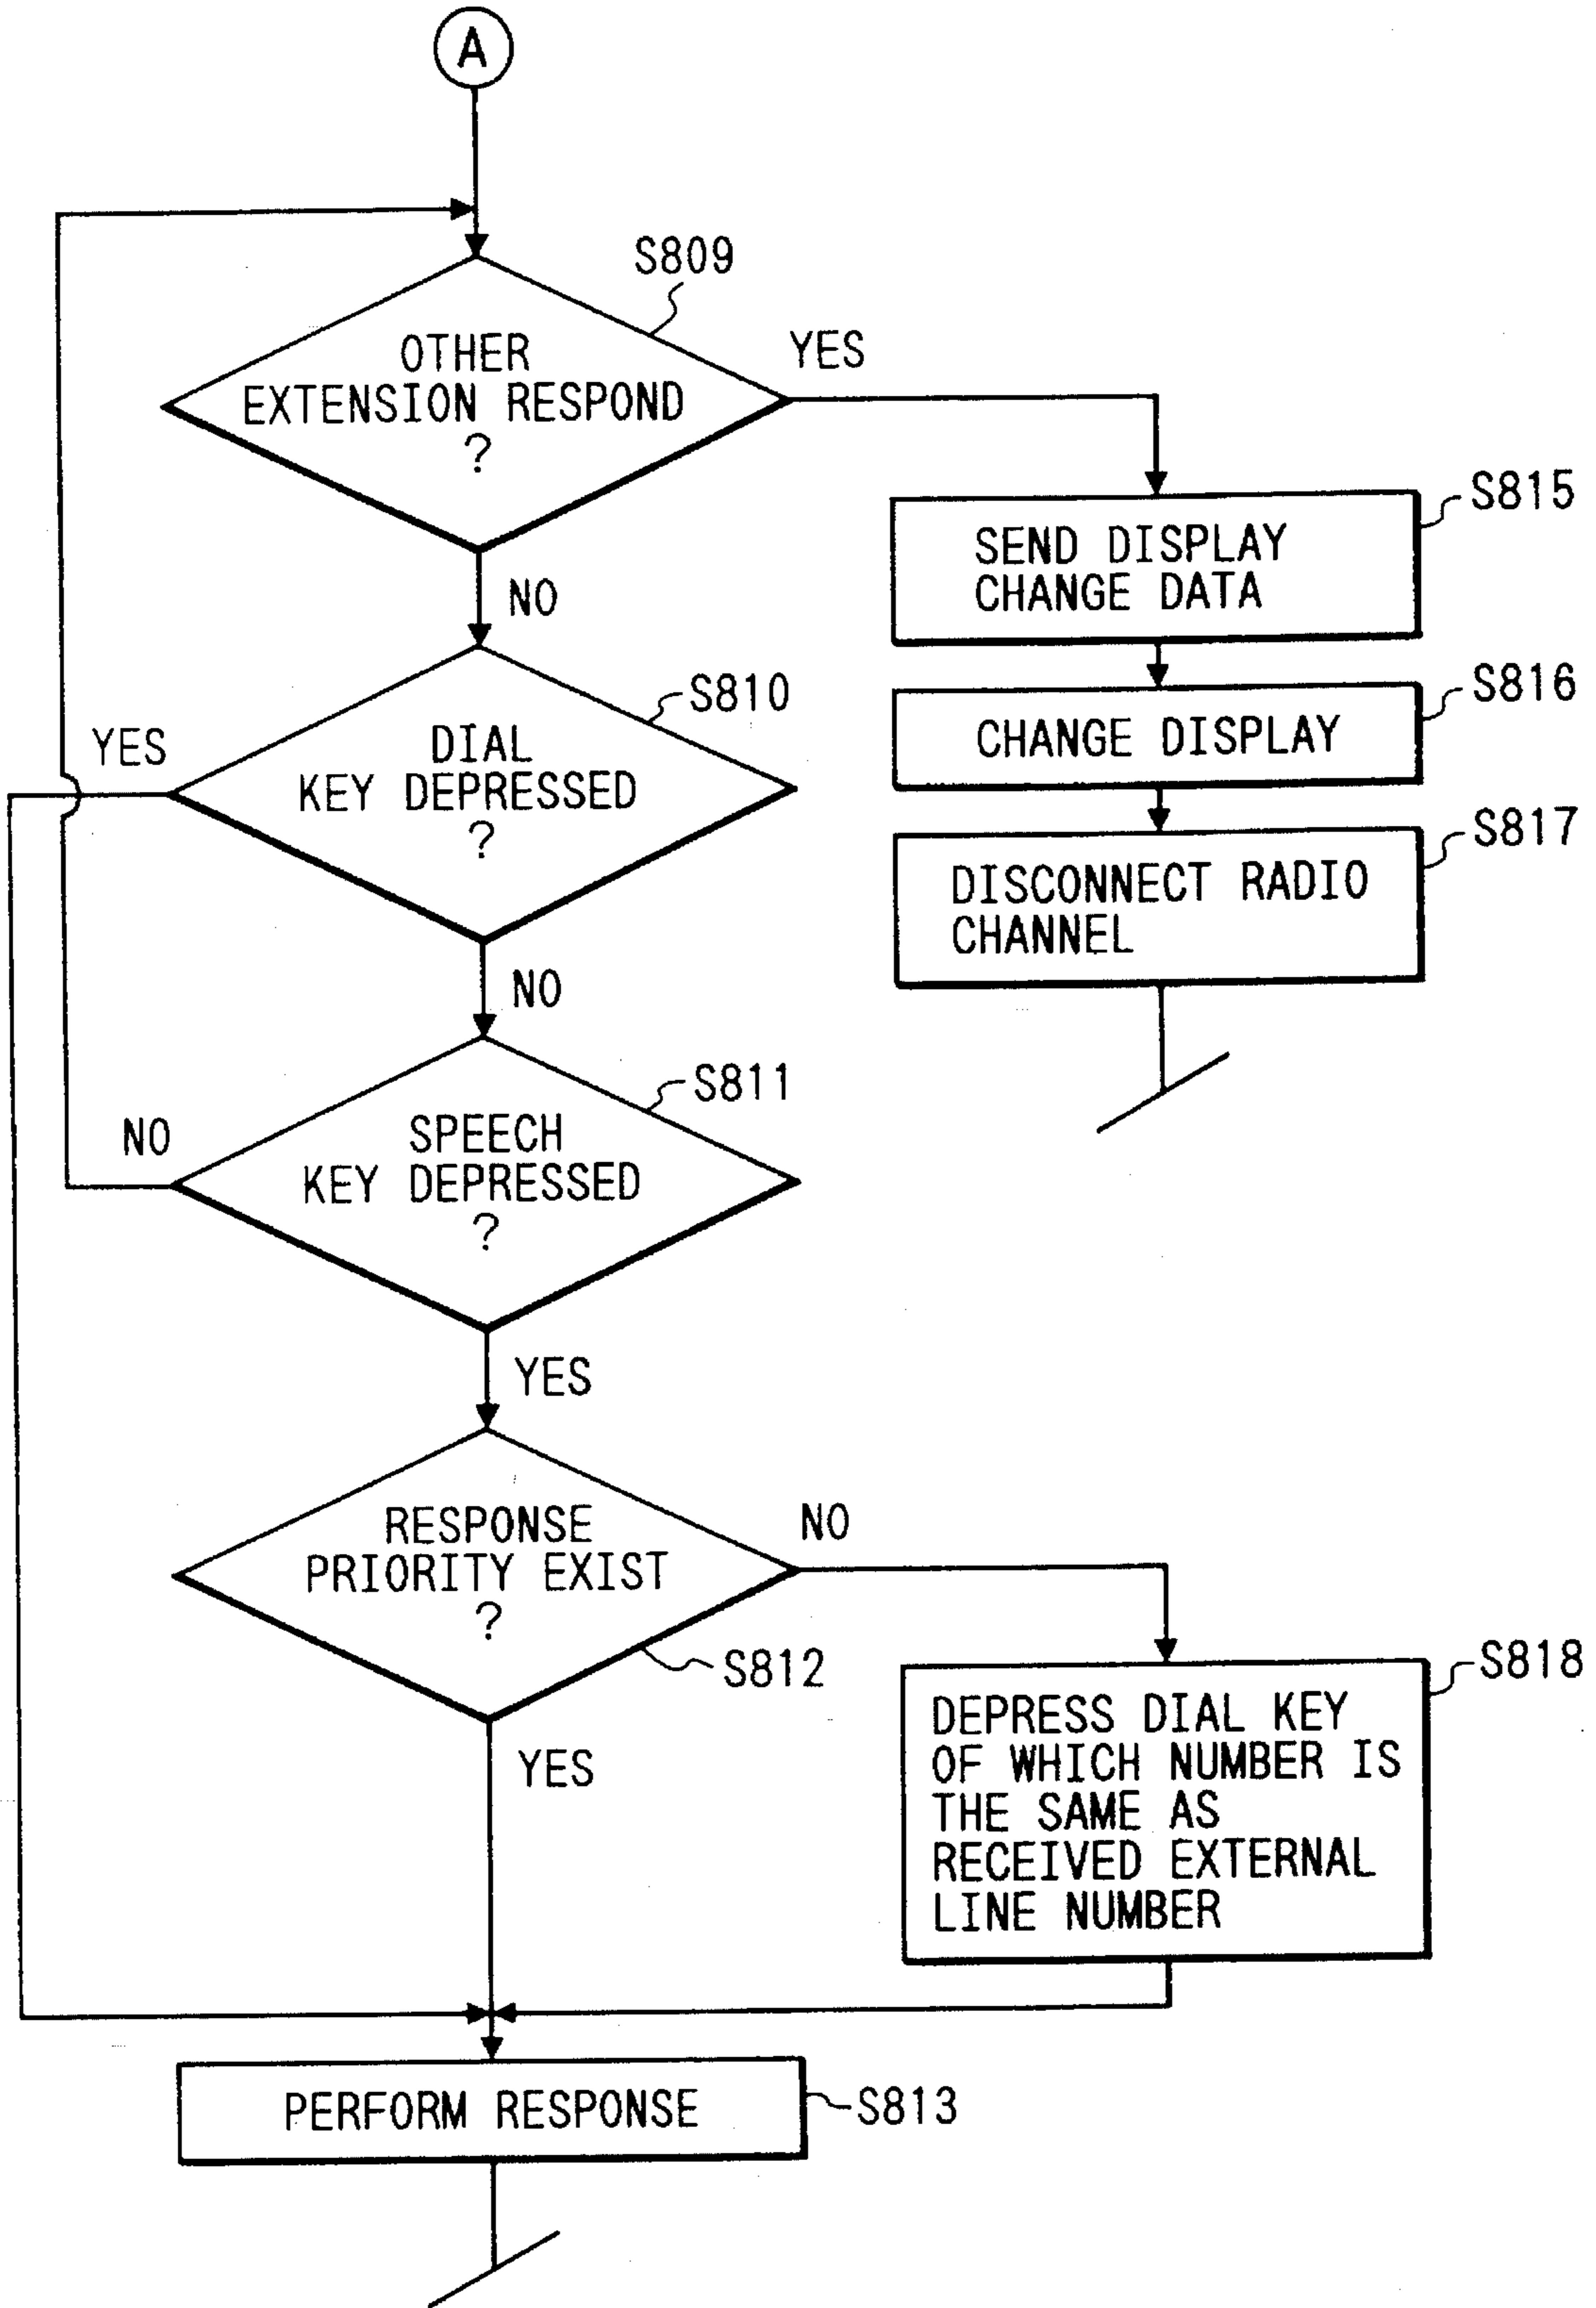 A
S809
OTHER
EXTENSION RESPOND
?
YES
S815
SEND DISPLAY
CHANGE DATA
NO
S816
CHANGE DISPLAY
S810
YES
DIAL
KEY DEPRESSED
?
S817
DISCONNECT RADIO
CHANNEL
NO
S811
NO
SPEECH
KEY DEPRESSED
?
YES
RESPONSE
PRIORITY EXIST
?
NO
S812
S818
DEPRESS DIAL KEY
OF WHICH NUMBER IS
THE SAME AS
RECEIVED EXTERNAL
LINE NUMBER
YES
PERFORM RESPONSE
S813